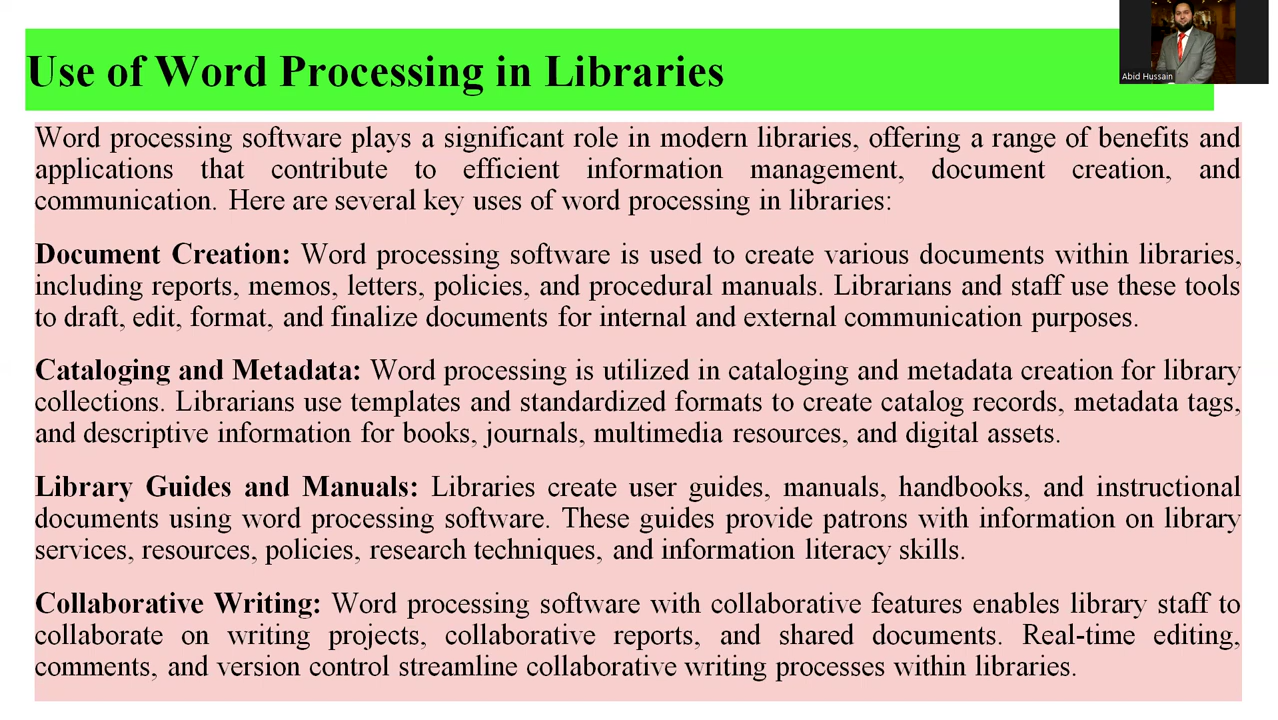 Use of Word Processing in Libraries
Abid Hussain
Word processing software plays a significant role in modern libraries, offering a range of benefits and
applications that contribute to efficient information management, document creation, and
communication. Here are several key uses of word processing in libraries:
Document Creation: Word processing software is used to create various documents within libraries,
including reports, memos, letters, policies, and procedural manuals. Librarians and staff use these tools
to draft, edit, format, and finalize documents for internal and external communication purposes.
Cataloging and Metadata: Word processing is utilized in cataloging and metadata creation for library
collections. Librarians use templates and standardized formats to create catalog records, metadata tags,
and descriptive information for books, journals, multimedia resources, and digital assets.
Library Guides and Manuals: Libraries create user guides, manuals, handbooks, and instructional
documents using word processing software. These guides provide patrons with information on library
services, resources, policies, research techniques, and information literacy skills.
Collaborative Writing: Word processing software with collaborative features enables library staff to
collaborate on writing projects, collaborative reports, and shared documents. Real-time editing,
comments, and version control streamline collaborative writing processes within libraries.